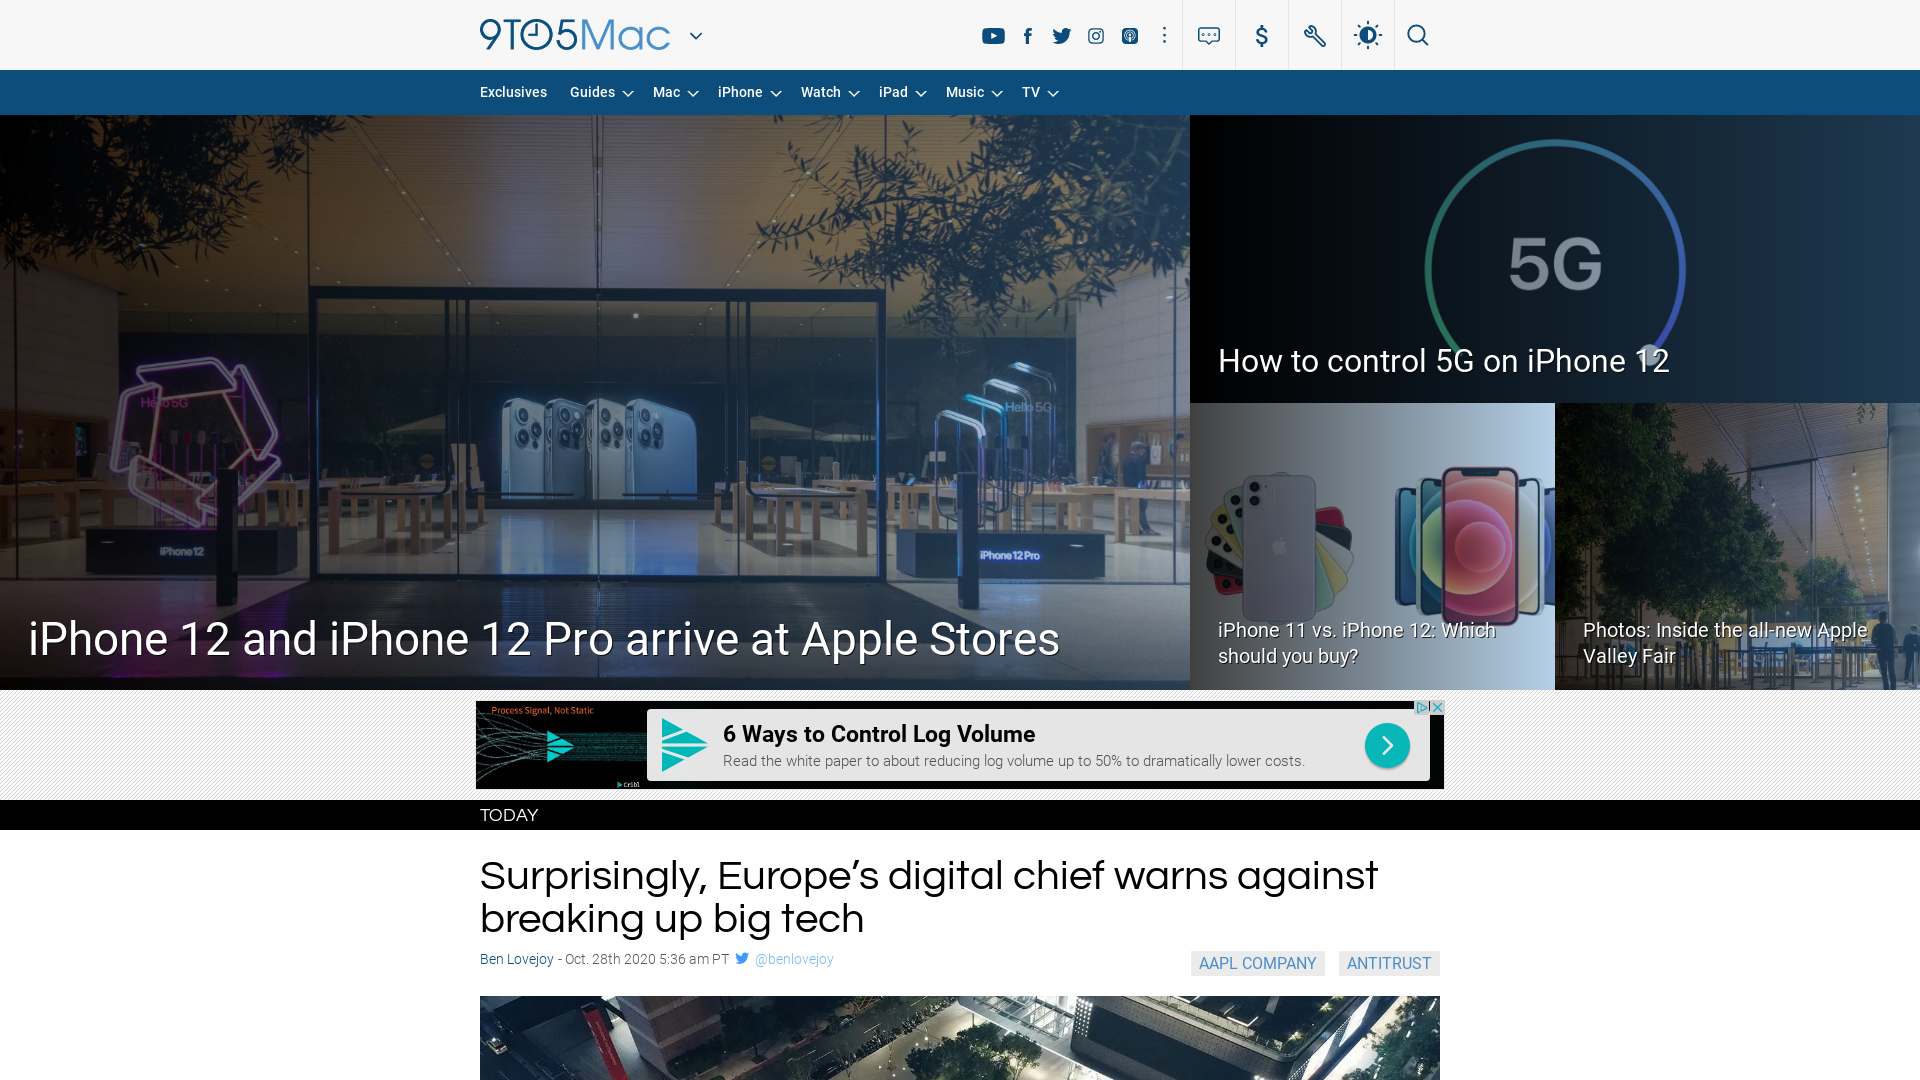 9TO5Mac
Exclusives Guides Mac iPhone Watch iPad Music TV
Hello 5G
Hello 5G
iPhone 12
iPhone 12 Pro
iPhone 12 and iPhone 12 Pro arrive at Apple Stores
5G
How to control 5G on iPhone 12
iPhone 11 vs. iPhone 12: Which
should you buy?
Photos: Inside the all-new Apple
Valley Fair
Process Signal, Not Static
Cribl
6 Ways to Control Log Volume
Read the white paper to about reducing log volume up to 50% to dramatically lower costs.
TODAY
Surprisingly, Europe’s digital chief warns against
breaking up big tech
Ben Lovejoy - Oct. 28th 2020 5:36 am PT @benlovejoy
AAPL COMPANY ANTITRUST